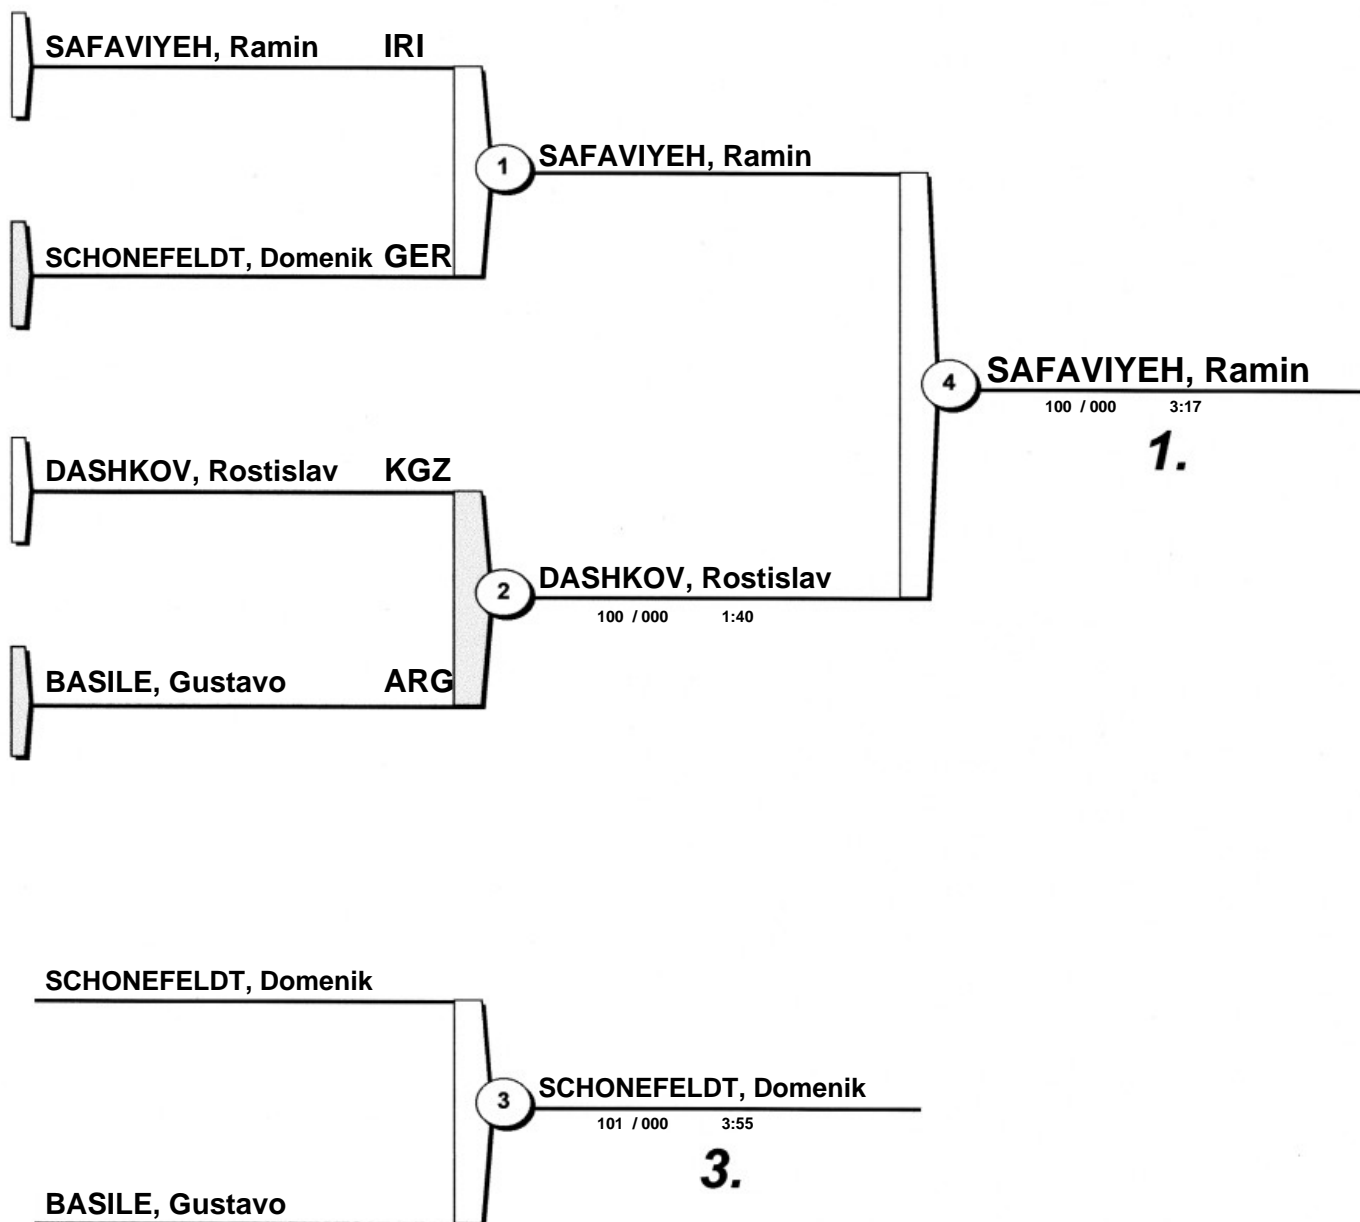 SAFAVIYEH, Ramin IRI
1
SAFAVIYEH, Ramin
SCHONEFELDT, Domenik GER
4
SAFAVIYEH, Ramin
100 / 000 3:17
1.
DASHKOV, Rostislav KGZ
2
DASHKOV, Rostislav
100 / 000 1:40
BASILE, Gustavo ARG
SCHONEFELDT, Domenik
3
SCHONEFELDT, Domenik
101 / 000 3:55
3.
BASILE, Gustavo